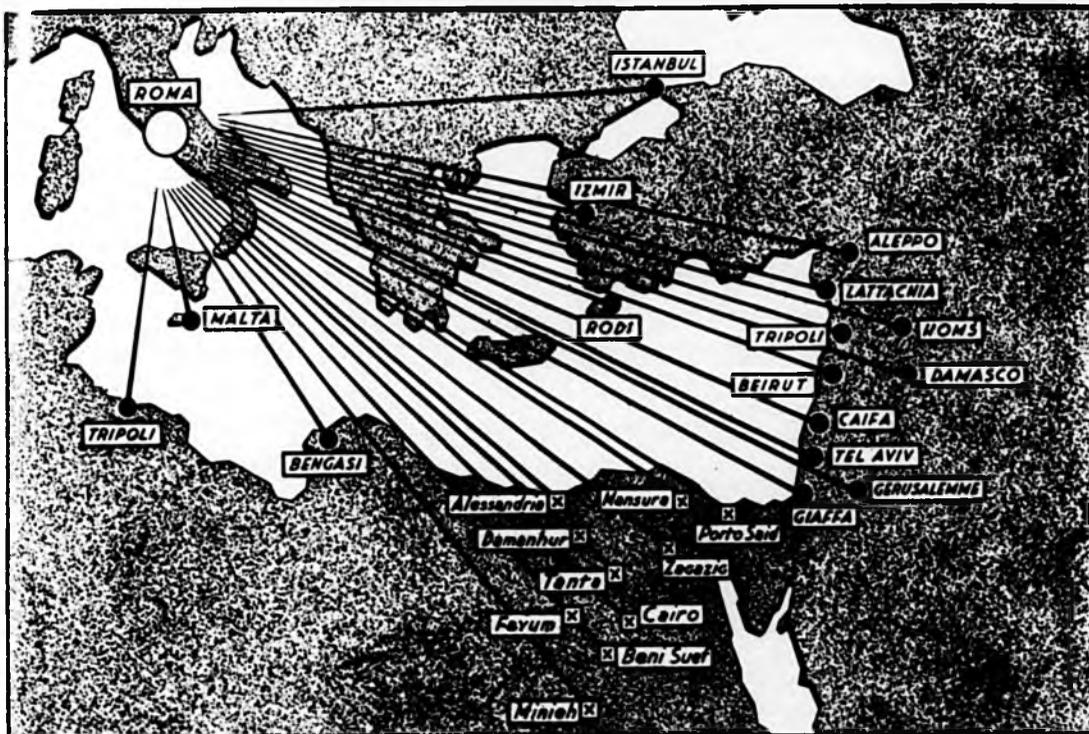 ISTANBUL
ROMA
IZMIR
ALEPPO
LATTACHIA
MALTA
RODI
TRIPOLI
HOMS
BEIRUT
DAMASCO
TRIPOLI
BENGASI
CAIFA
TEL AVIV
GERUSALEMME
Alessandria
Mansura
GIAFFA
Damanhur
Porto Said
Zagazig
Tanta
Fayum
Cairo
Bani Suef
Minieh